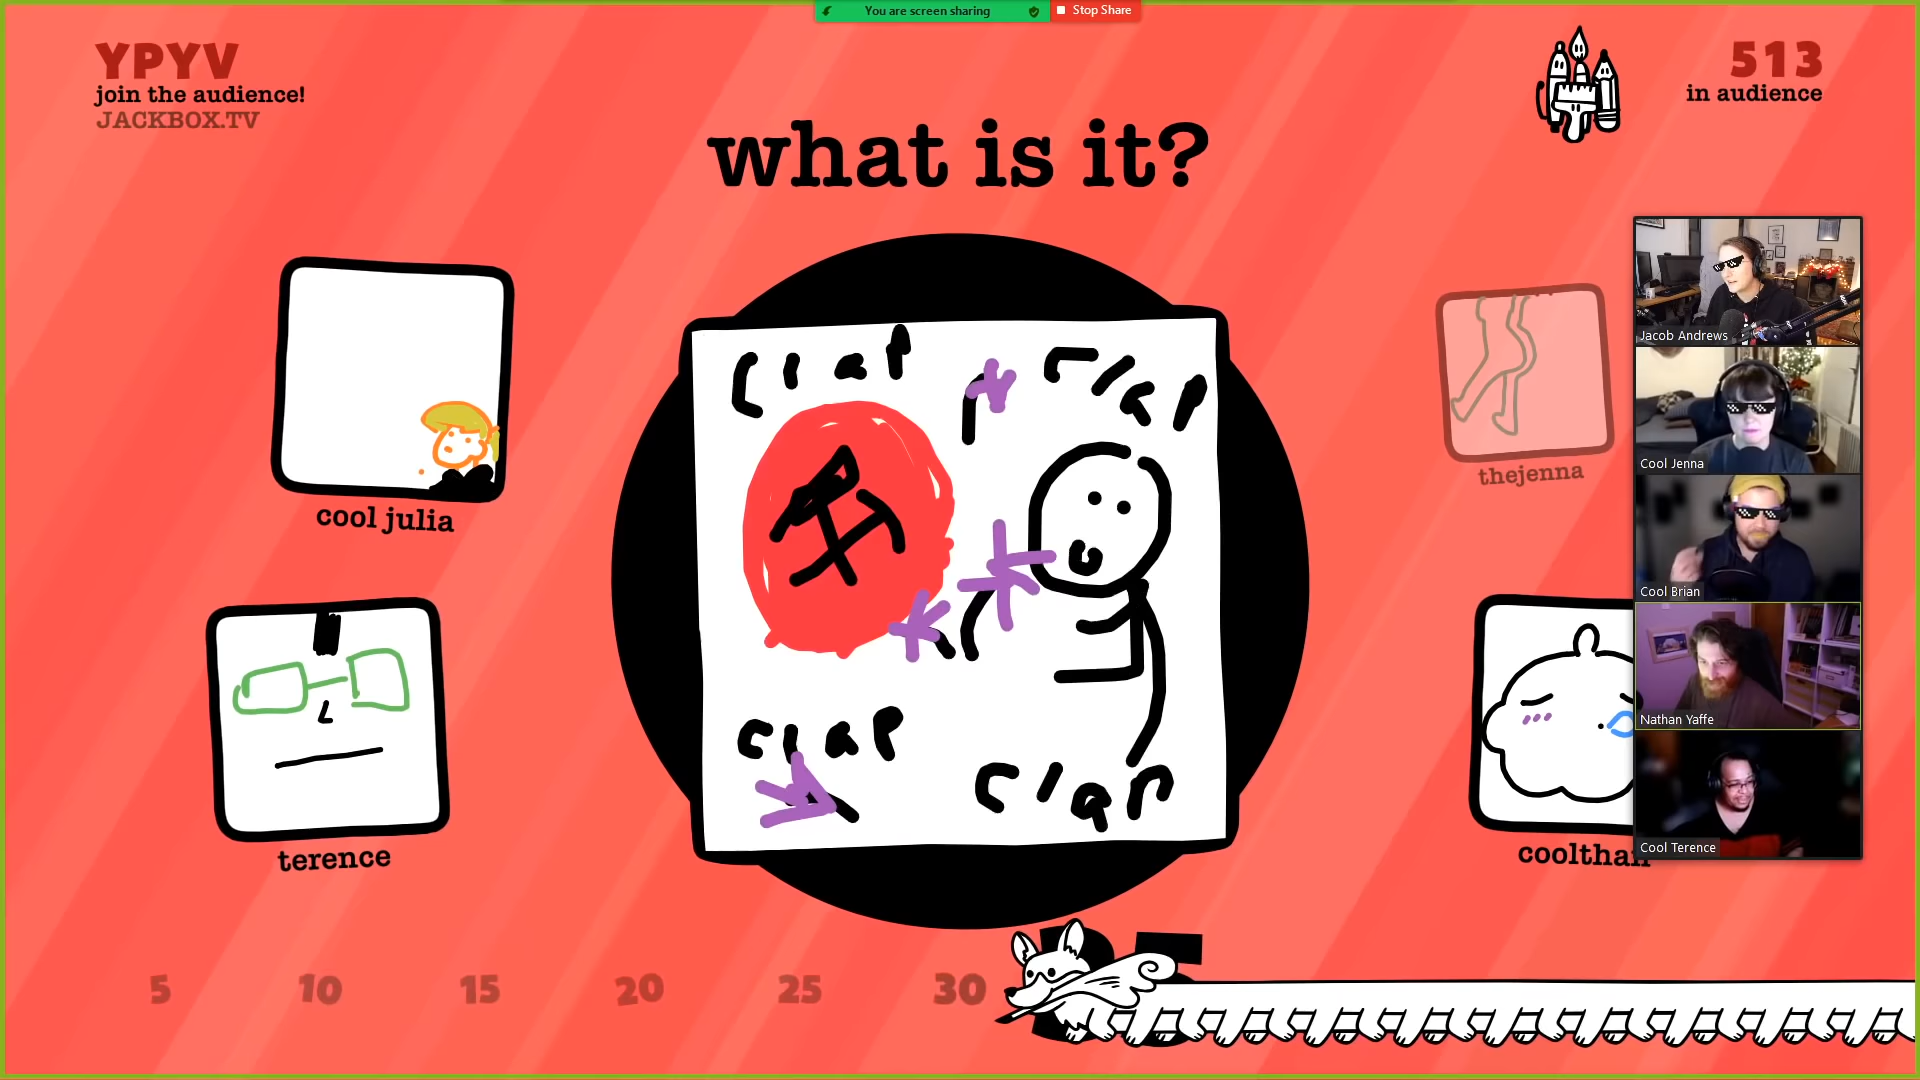 You are screen sharing
Stop Share
YPYV
join the audience!
JACKBOX.TV
513
in audience
what is it?
clap
clap
cool julia
thejenna
Jacob Andrews
Cool Jenna
Cool Brian
Nathan Yaffe
Cool Terence
clap
clap
terence
coolthan
5 10 15 20 25 30